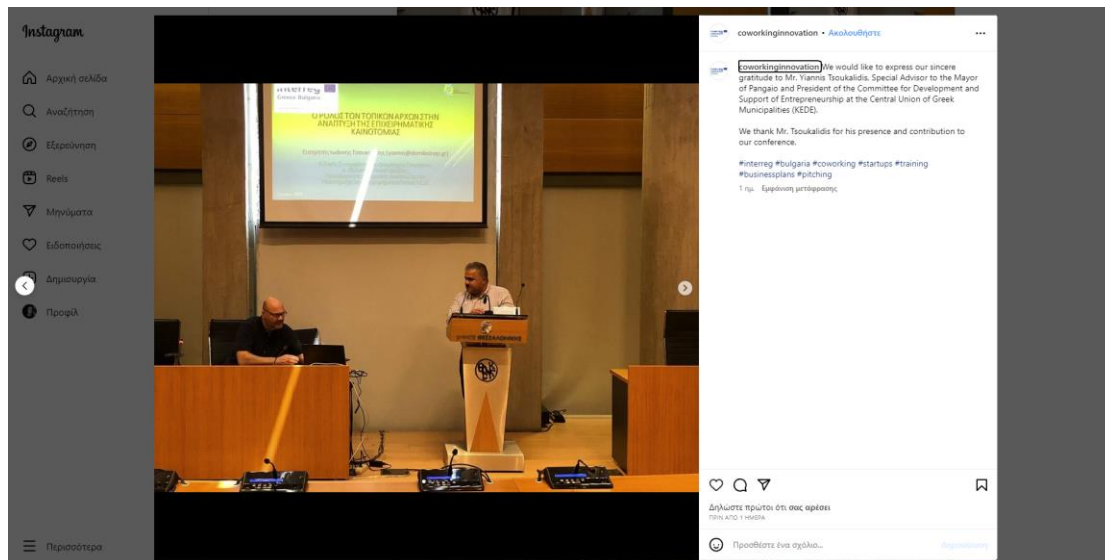 Instagram
Αρχική σελίδα
Αναζήτηση
Εξερεύνηση
Reels
Μηνύματα
Ειδοποιήσεις
Δημιουργία
Προφίλ
Περισσότερα
Interreg
Greece-Bulgaria
Ο ΡΟΛΟΣ ΤΩΝ ΤΟΠΙΚΩΝ ΑΡΧΩΝ ΣΤΗΝ
ΑΝΑΠΤΥΞΗ ΤΗΣ ΕΠΙΧΕΙΡΗΜΑΤΙΚΗΣ
ΚΑΙΝΟΤΟΜΙΑΣ
ΔΗΜΟΣ ΘΕΣΣΑΛΟΝΙΚΗΣ
coworkinginnovation • Ακολουθήστε
coworkinginnovation We would like to express our sincere
gratitude to Mr. Yiannis Tsoukalidis, Special Advisor to the Mayor
of Pangaio and President of the Committee for Development and
Support of Entrepreneurship at the Central Union of Greek
Municipalities (KEDE).
We thank Mr. Tsoukalidis for his presence and contribution to
our conference.
#interreg #bulgaria #coworking #startups #training
#businessplans #pitching
1 ημ. Εμφάνιση μετάφρασης
Δηλώστε πρώτοι ότι σας αρέσει
ΠΡΙΝ ΑΠΟ 1 ΗΜΕΡΑ
Προσθέστε ένα σχόλιο...
Δημοσίευση